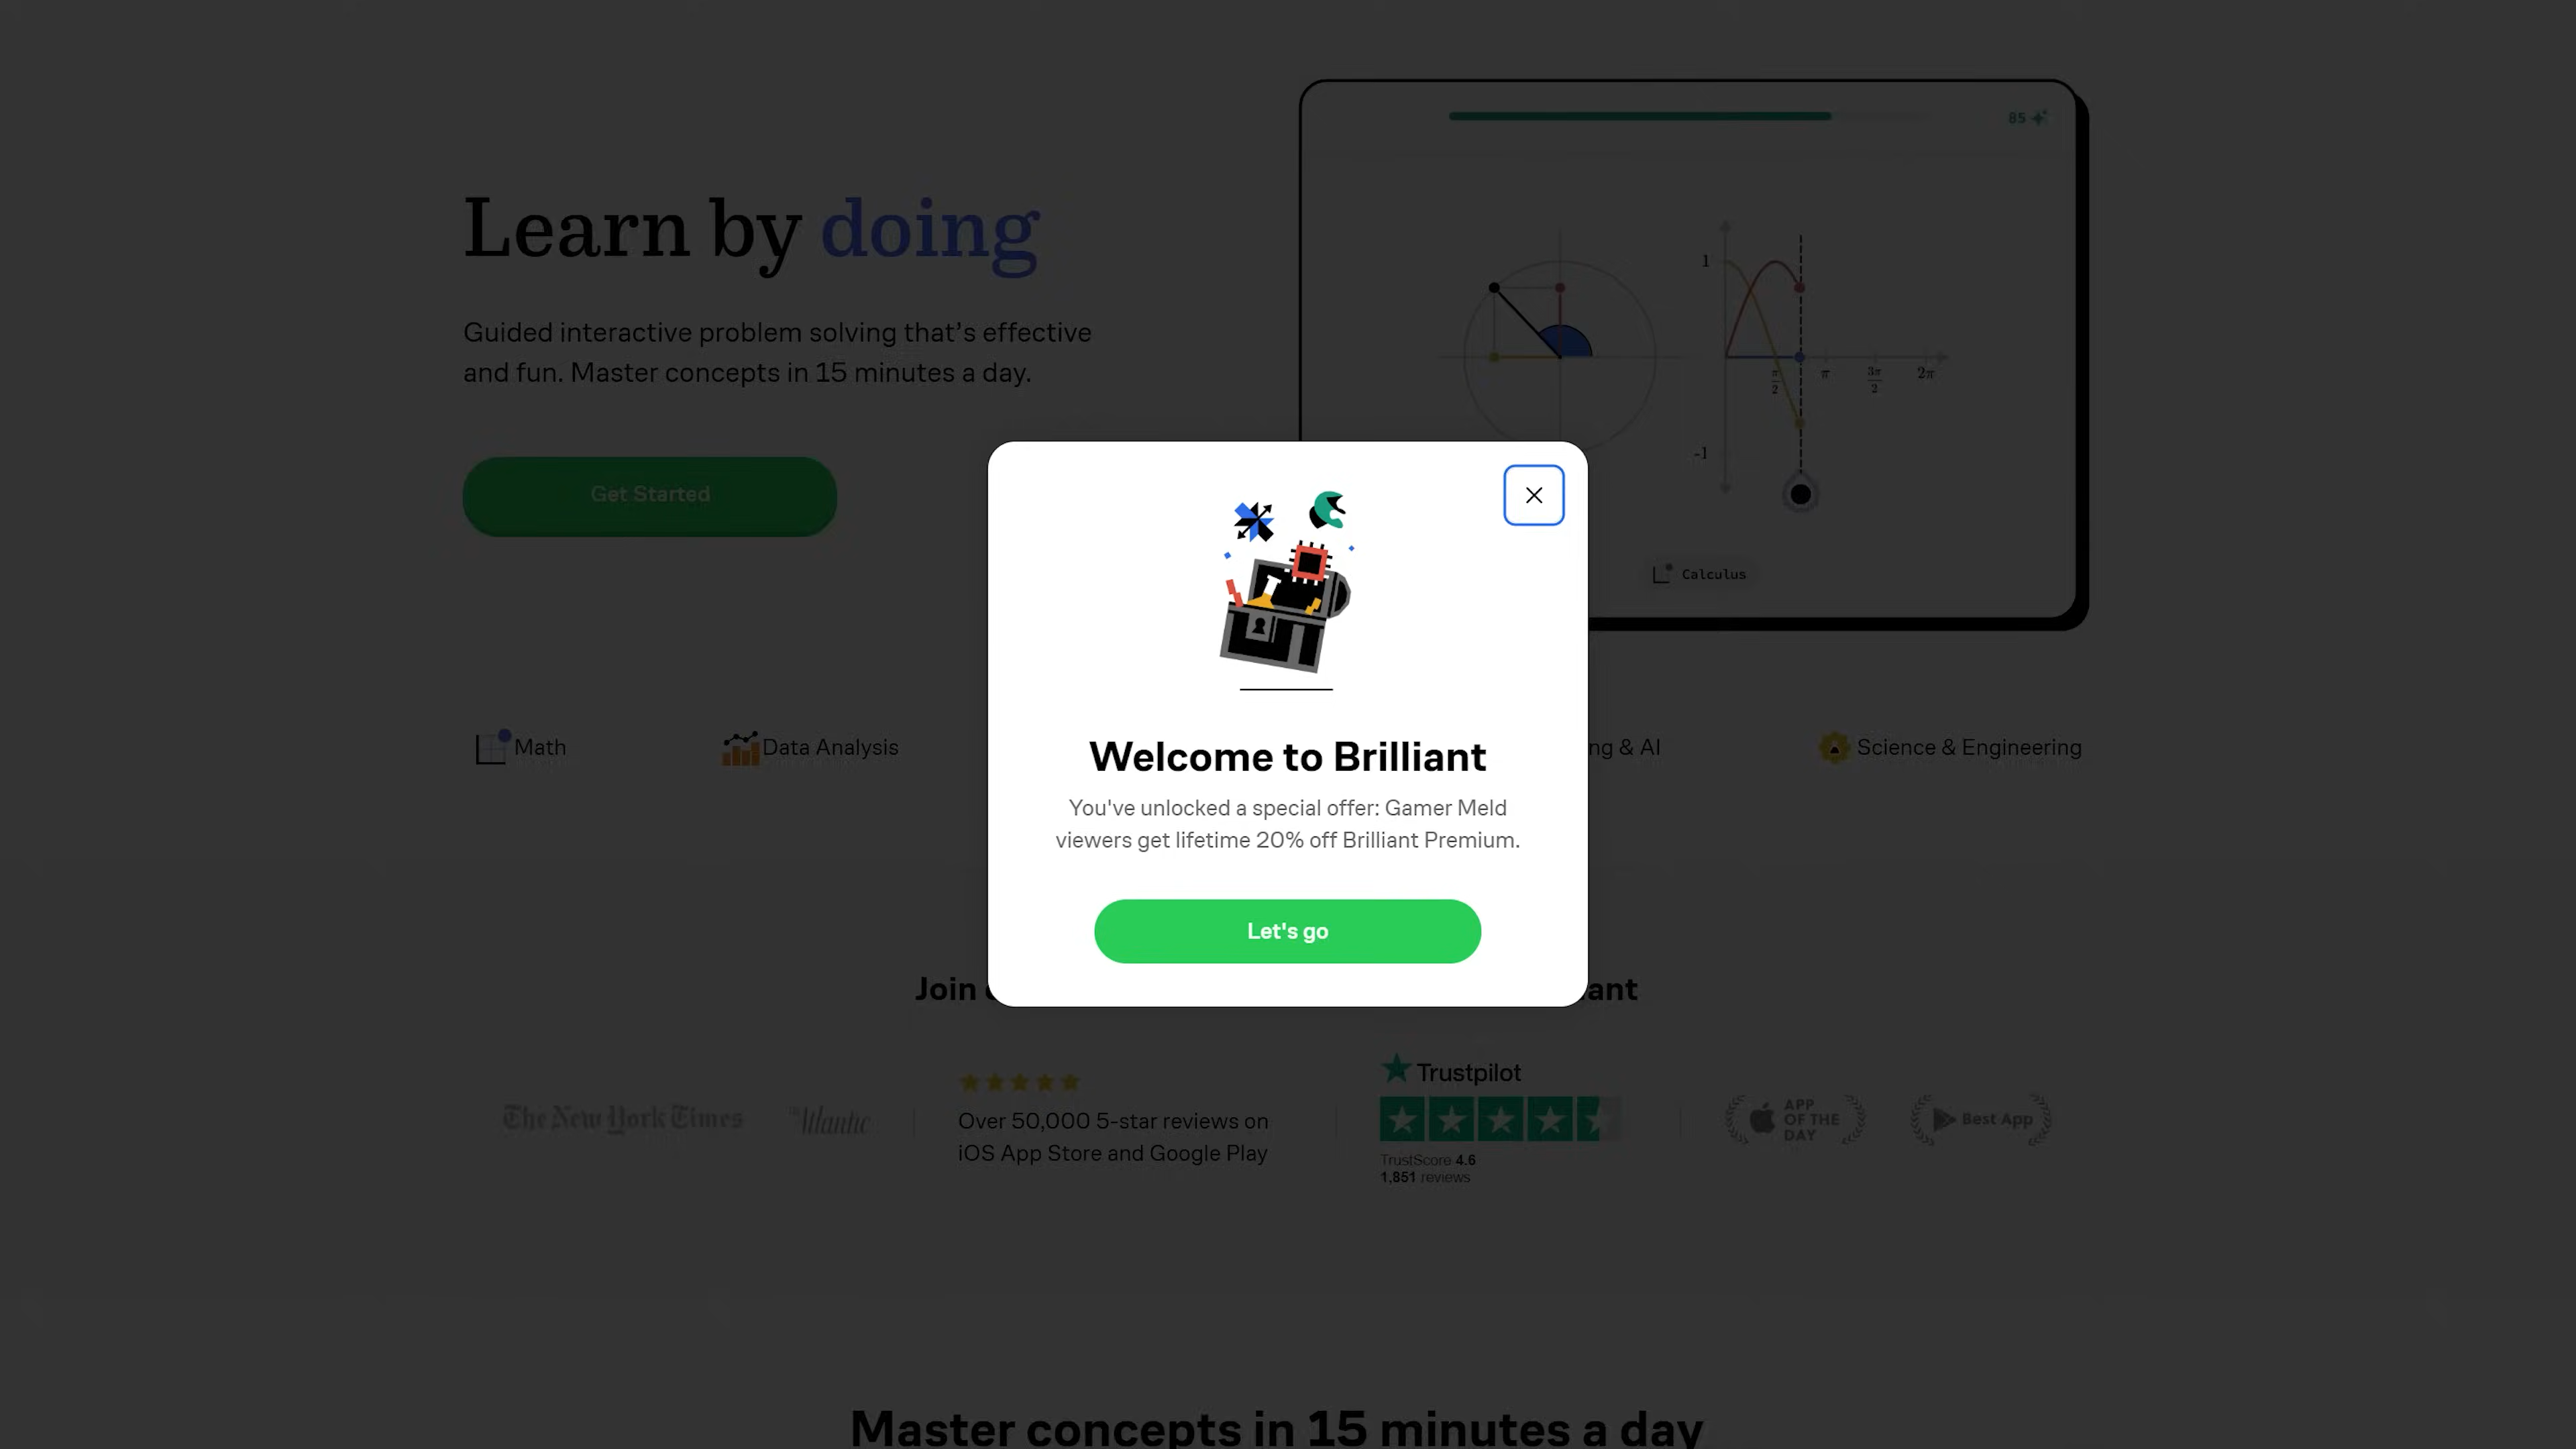 85
Learn by doing
Guided interactive problem solving that's effective
and fun. Master concepts in 15 minutes a day.
Get Started
1
π/2
π
3π/2
2π
-1
Calculus
Welcome to Brilliant
You've unlocked a special offer: Gamer Meld
viewers get lifetime 20% off Brilliant Premium.
Let's go
Math
Data Analysis
ng & AI
Science & Engineering
Join
ant
The New York Times
The Atlantic
Over 50,000 5-star reviews on
iOS App Store and Google Play
Trustpilot
TrustScore 4.6
1,851 reviews
APP
OF THE
DAY
Best App
Master concepts in 15 minutes a day